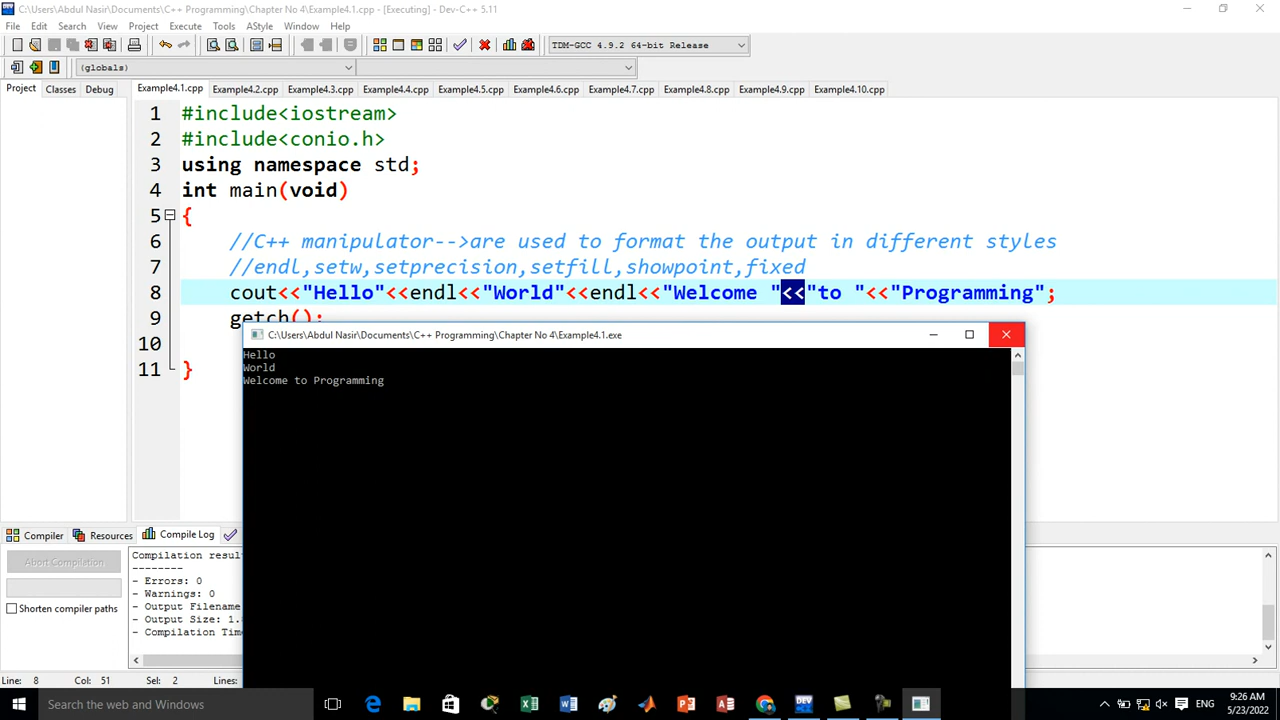 C:\Users\Abdul Nasir\Documents\C++ Programming\Chapter No 4\Example4.1.cpp - [Executing] - Dev-C++ 5.11
File Edit Search View Project Execute Tools AStyle Window Help
TDM-GCC 4.9.2 64-bit Release
(globals)
Project Classes Debug Example4.1.cpp Example4.2.cpp Example4.3.cpp Example4.4.cpp Example4.5.cpp Example4.6.cpp Example4.7.cpp Example4.8.cpp Example4.9.cpp Example4.10.cpp
1 #include<iostream>
2 #include<conio.h>
3 using namespace std;
4 int main(void)
5 {
6 //C++ manipulator-->are used to format the output in different styles
7 //endl,setw,setprecision,setfill,showpoint,fixed
8 cout<<"Hello"<<endl<<"World"<<endl<<"Welcome "<<"to "<<"Programming";
9 getch();
10
11 }
C:\Users\Abdul Nasir\Documents\C++ Programming\Chapter No 4\Example4.1.exe
Hello
World
Welcome to Programming
Compiler Resources Compile Log
Abort Compilation
Shorten compiler paths
Compilation resul
--------
- Errors: 0
- Warnings: 0
- Output Filename
- Output Size: 1.
- Compilation Tim
Line: 8 Col: 51 Sel: 2 Lines:
Search the web and Windows
ENG
9:26 AM
5/23/2022